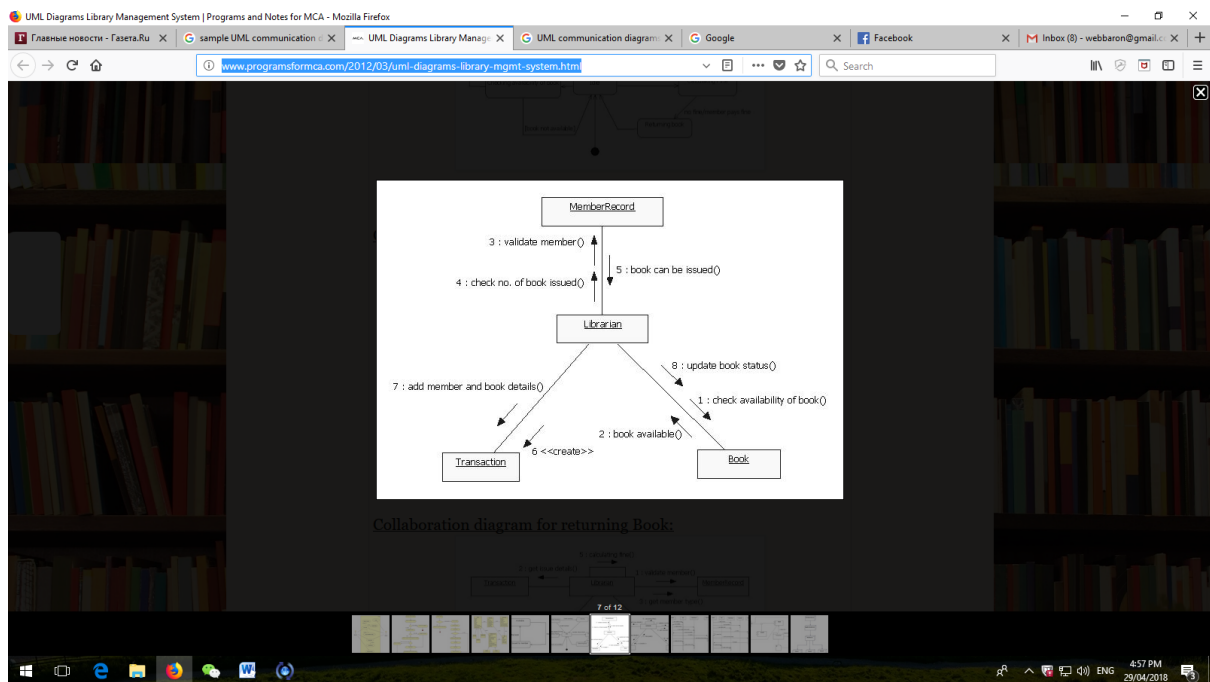 UML Diagrams Library Management System | Programs and Notes for MCA - Mozilla Firefox
Главные новости - Газета.Ru
sample UML communication d
UML Diagrams Library Manage
UML communication diagrams
Google
Facebook
Inbox (8) - webbaron@gmail.c
www.programsformca.com/2012/03/uml-diagrams-library-mgmt-system.html
Search
MemberRecord
3 : validate member()
5 : book can be issued()
4 : check no. of book issued()
Librarian
8 : update book status()
7 : add member and book details()
1 : check availability of book()
2 : book available()
6 <<create>>
Transaction
Book
Collaboration diagram for returning Book:
7 of 12
ENG
4:57 PM
29/04/2018